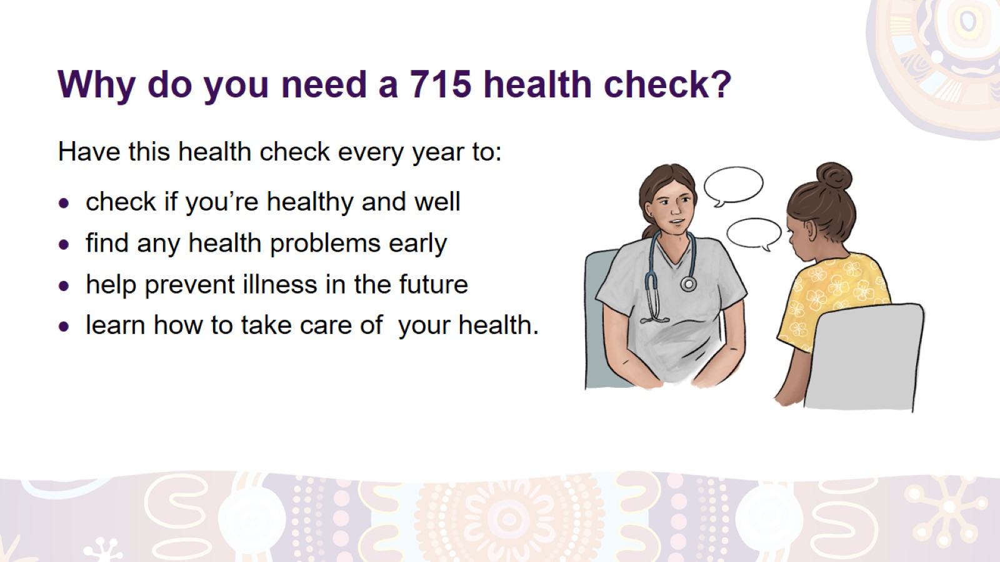 Why do you need a 715 health check?
Have this health check every year to:
• check if you’re healthy and well
• find any health problems early
• help prevent illness in the future
• learn how to take care of  your health.